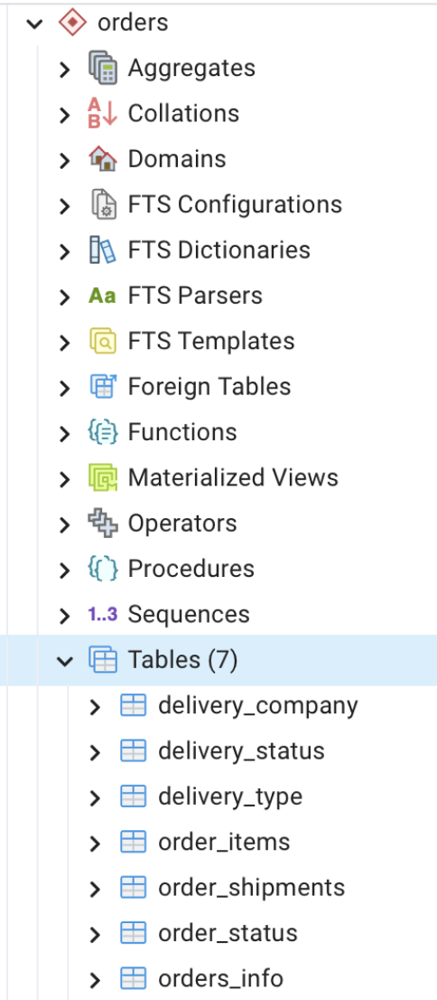 orders
Aggregates
A
B Collations
Domains
FTS Configurations
FTS Dictionaries
Aa FTS Parsers
FTS Templates
Foreign Tables
Functions
Materialized Views
Operators
Procedures
1..3 Sequences
Tables (7)
delivery_company
delivery_status
delivery_type
order_items
order_shipments
order_status
orders_info